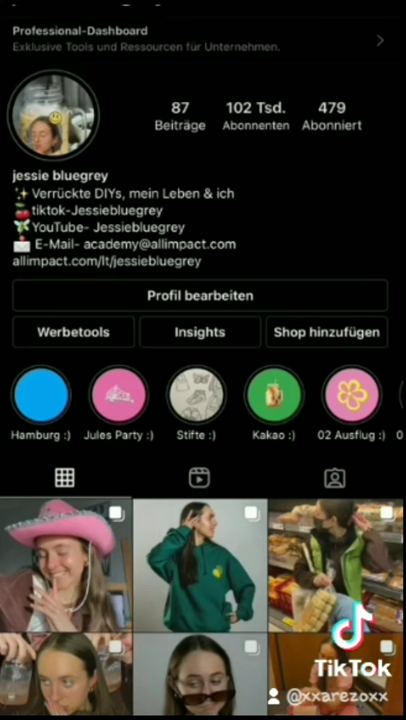 Professional-Dashboard
Exklusive Tools und Ressourcen für Unternehmen.
87 102 Tsd. 479
Beiträge Abonnenten Abonniert
jessie bluegrey
✨Verrückte DIYs, mein Leben & ich
🍒tiktok-Jessiebluegrey
🧚YouTube- Jessiebluegrey
📩 E-Mail- academy@allimpact.com
allimpact.com/lt/jessiebluegrey
Profil bearbeiten
Werbetools Insights Shop hinzufügen
Hamburg :) Jules Party :) Stifte :) Kakao :) 02 Ausflug :) 0
TikTok
@xxarezoxx